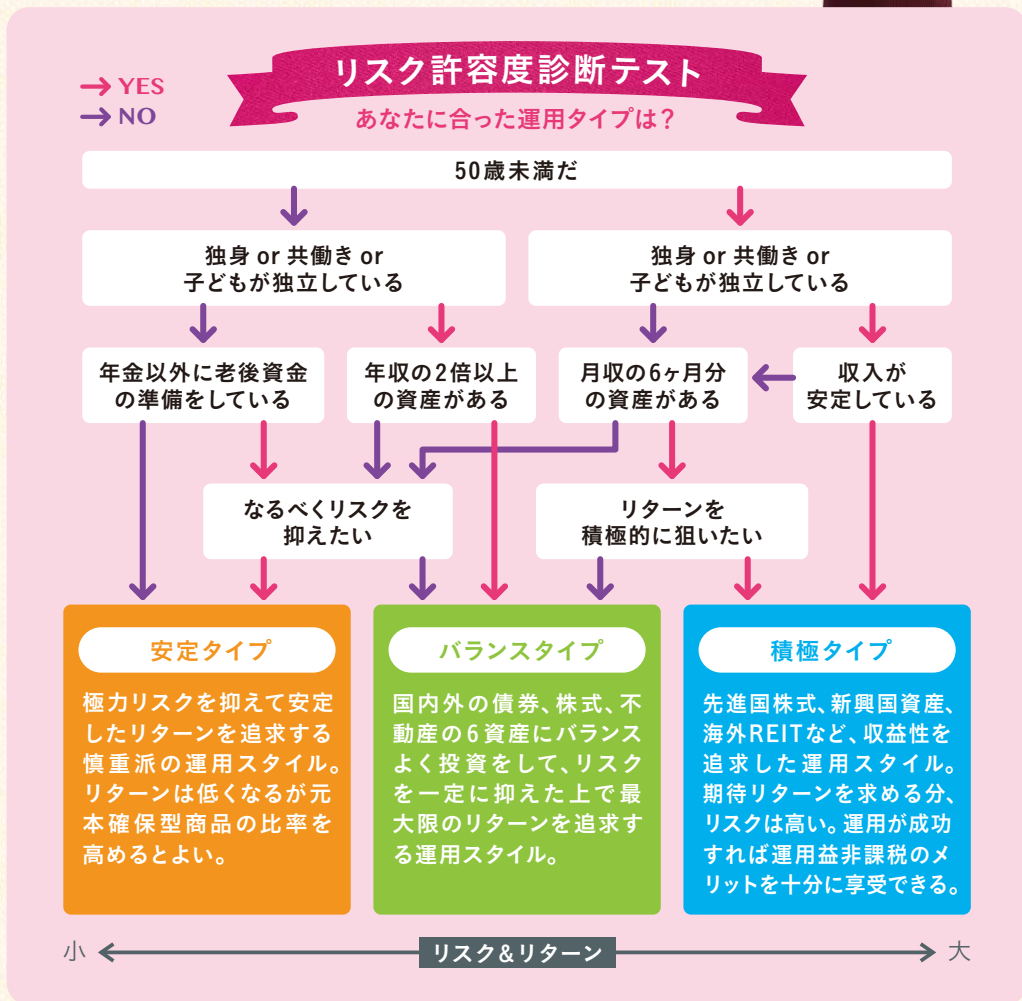 リスク許容度診断テスト
あなたに合った運用タイプは？
→ YES
→ NO
50歳未満だ
独身 or 共働き or
子どもが独立している
独身 or 共働き or
子どもが独立している
年金以外に老後資金
の準備をしている
年収の2倍以上
の資産がある
月収の6ヶ月分
の資産がある
収入が
安定している
なるべくリスクを
抑えたい
リターンを
積極的に狙いたい
安定タイプ
極力リスクを抑えて安定
したリターンを追求する
慎重派の運用スタイル。
リターンは低くなるが元
本確保型商品の比率を
高めるとよい。
バランスタイプ
国内外の債券、株式、不
動産の6資産にバランス
よく投資をして、リスク
を一定に抑えた上で最
大限のリターンを追求す
る運用スタイル。
積極タイプ
先進国株式、新興国資産、
海外REITなど、収益性を
追求した運用スタイル。
期待リターンを求める分、
リスクは高い。運用が成功
すれば運用益非課税のメ
リットを十分に享受できる。
小
リスク&リターン
大